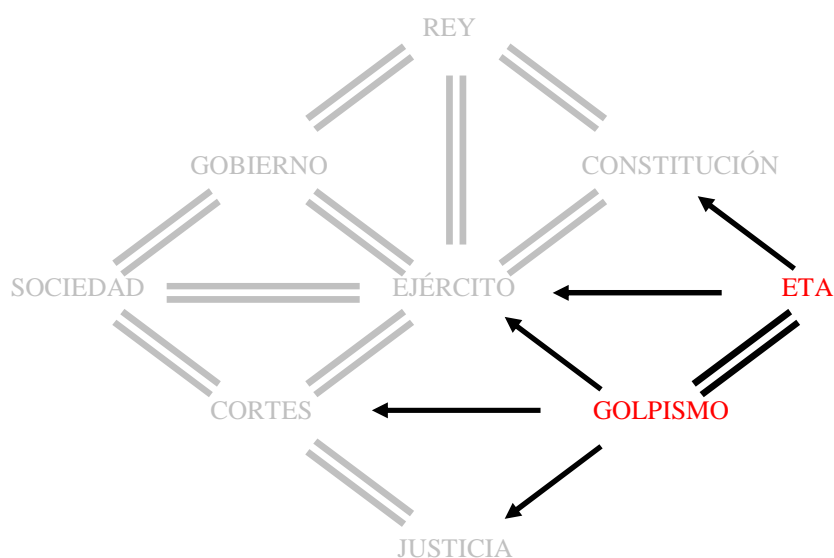 REY
GOBIERNO
CONSTITUCIÓN
SOCIEDAD
EJÉRCITO
ETA
CORTES
GOLPISMO
JUSTICIA